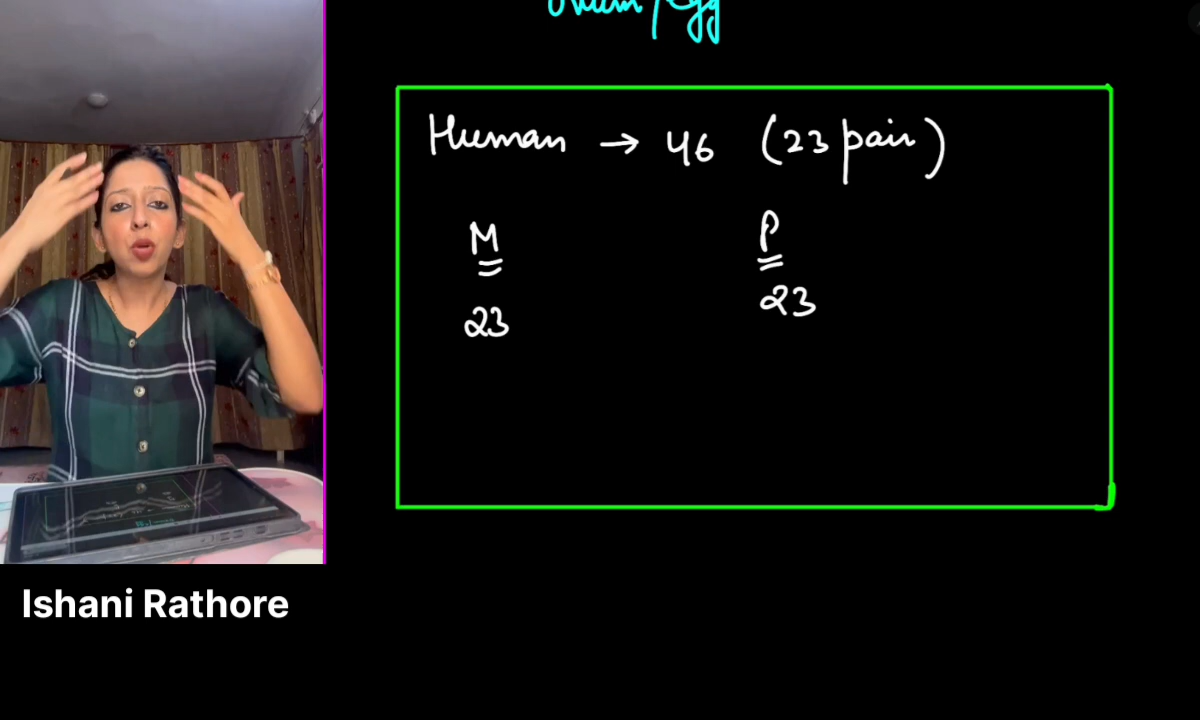 Human → 46 (23 pair)
M P
23 23
Ishani Rathore